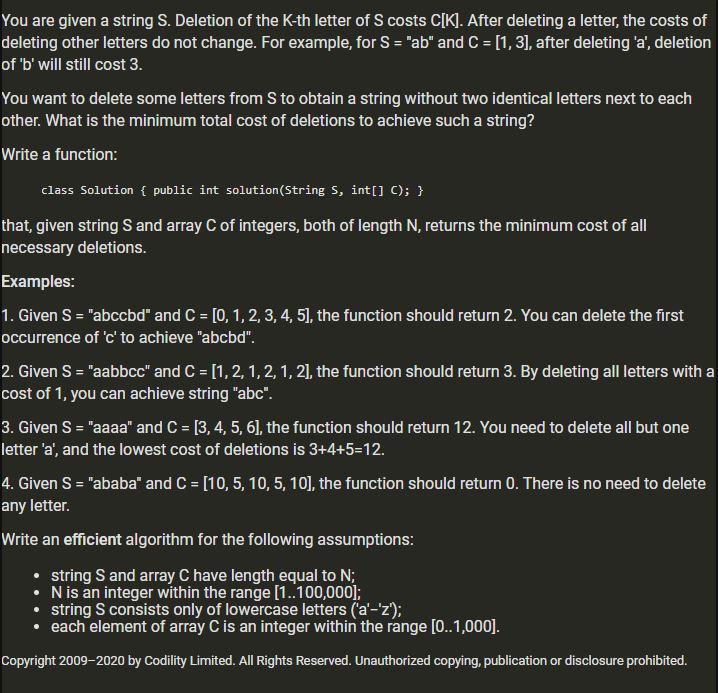 You are given a string S. Deletion of the K-th letter of S costs C[K]. After deleting a letter, the costs of
deleting other letters do not change. For example, for S = "ab" and C = [1, 3], after deleting 'a', deletion
of 'b' will still cost 3.
You want to delete some letters from S to obtain a string without two identical letters next to each
other. What is the minimum total cost of deletions to achieve such a string?
Write a function:
class Solution { public int solution(String S, int[] C); }
that, given string S and array C of integers, both of length N, returns the minimum cost of all
necessary deletions.
Examples:
1. Given S = "abccbd" and C = [0, 1, 2, 3, 4, 5], the function should return 2. You can delete the first
occurrence of 'c' to achieve "abcbd".
2. Given S = "aabbcc" and C = [1, 2, 1, 2, 1, 2], the function should return 3. By deleting all letters with a
cost of 1, you can achieve string "abc".
3. Given S = "aaaa" and C = [3, 4, 5, 6], the function should return 12. You need to delete all but one
letter 'a', and the lowest cost of deletions is 3+4+5=12.
4. Given S = "ababa" and C = [10, 5, 10, 5, 10], the function should return 0. There is no need to delete
any letter.
Write an efficient algorithm for the following assumptions:
• string S and array C have length equal to N;
• N is an integer within the range [1..100,000];
• string S consists only of lowercase letters ('a'–'z');
• each element of array C is an integer within the range [0..1,000].
Copyright 2009–2020 by Codility Limited. All Rights Reserved. Unauthorized copying, publication or disclosure prohibited.